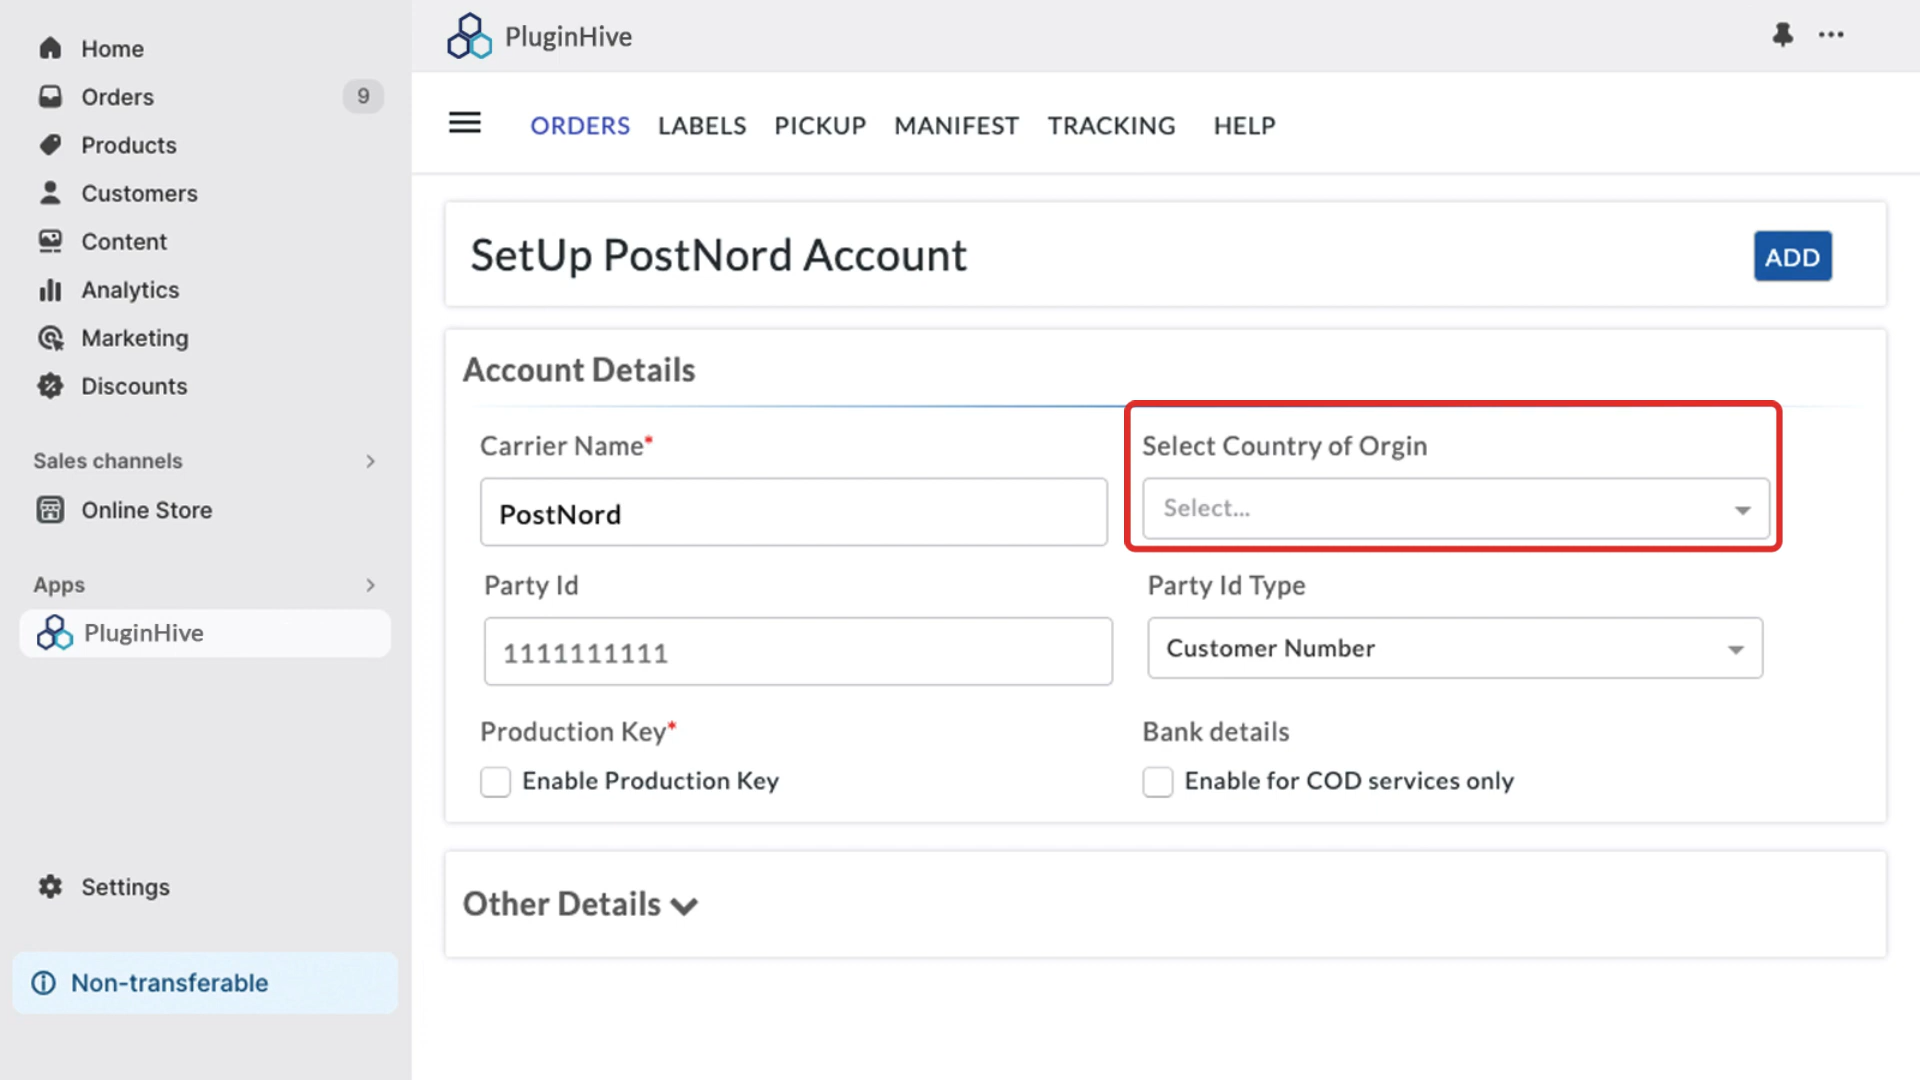 Home
Orders 9
Products
Customers
Content
Analytics
Marketing
Discounts
Sales channels
Online Store
Apps
PluginHive
Settings
Non-transferable
PluginHive
ORDERS LABELS PICKUP MANIFEST TRACKING HELP
SetUp PostNord Account ADD
Account Details
Carrier Name* Select Country of Orgin
PostNord Select...
Party Id Party Id Type
1111111111 Customer Number
Production Key* Bank details
Enable Production Key Enable for COD services only
Other Details